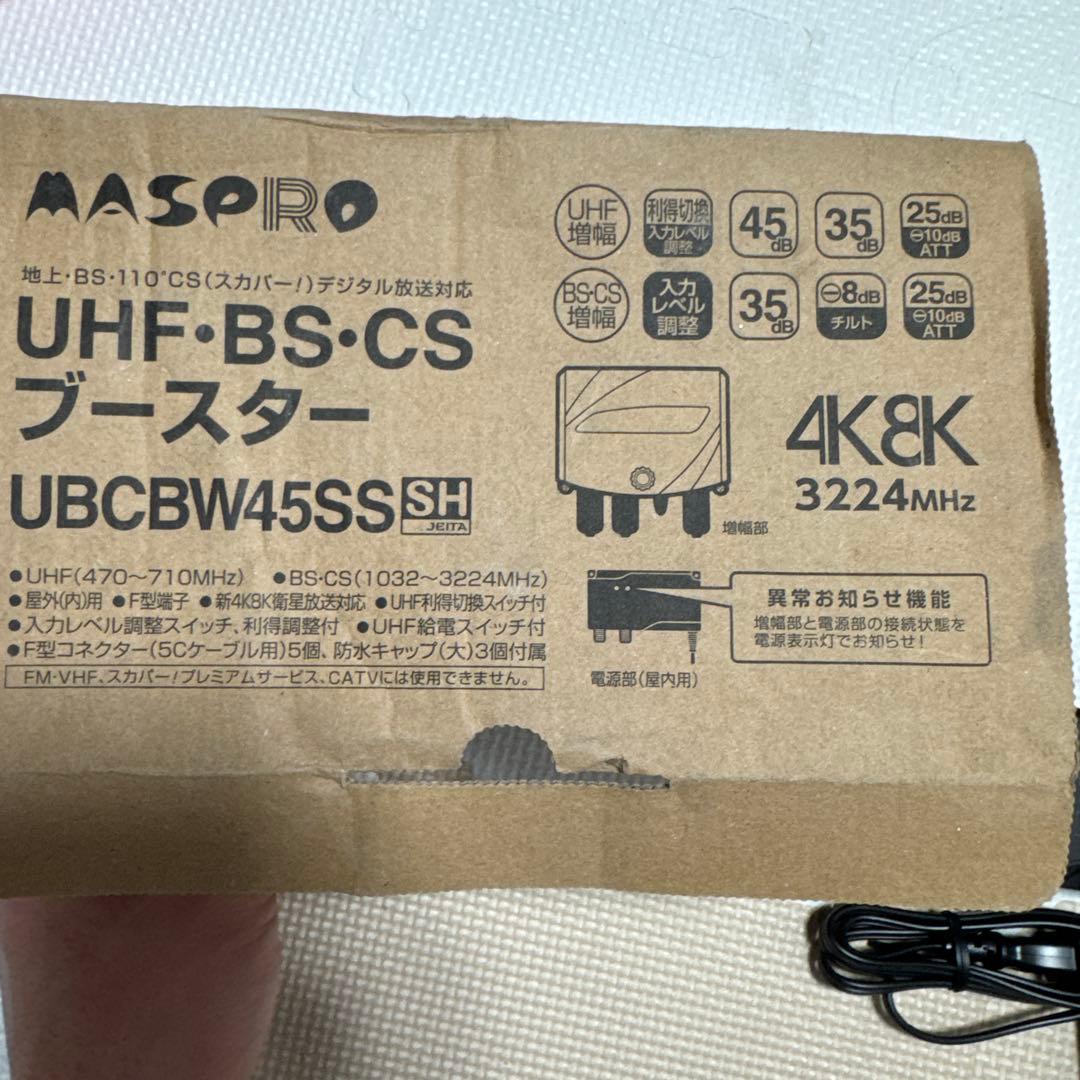 MASPRO
地上・BS・110°CS(スカパー!)デジタル放送対応
UHF・BS・CS
ブースター
UBCBW45SS SH JEITA
●UHF(470〜710MHz) ●BS・CS(1032〜3224MHz)
●屋外(内)用 ●F型端子 ●新4K8K衛星放送対応 ●UHF利得切換スイッチ付
●入力レベル調整スイッチ、利得調整付 ●UHF給電スイッチ付
●F型コネクター(5Cケーブル用)5個、防水キャップ(大)3個付属
FM・VHF、スカパー!プレミアムサービス、CATVには使用できません。
UHF 増幅
利得切換 入力レベル 調整
45dB
35dB
25dB ⊖10dB ATT
BS・CS 増幅
入力 レベル 調整
35dB
⊖8dB チルト
25dB ⊖10dB ATT
増幅部
4K8K
3224MHz
電源部(屋内用)
異常お知らせ機能
増幅部と電源部の接続状態を
電源表示灯でお知らせ!